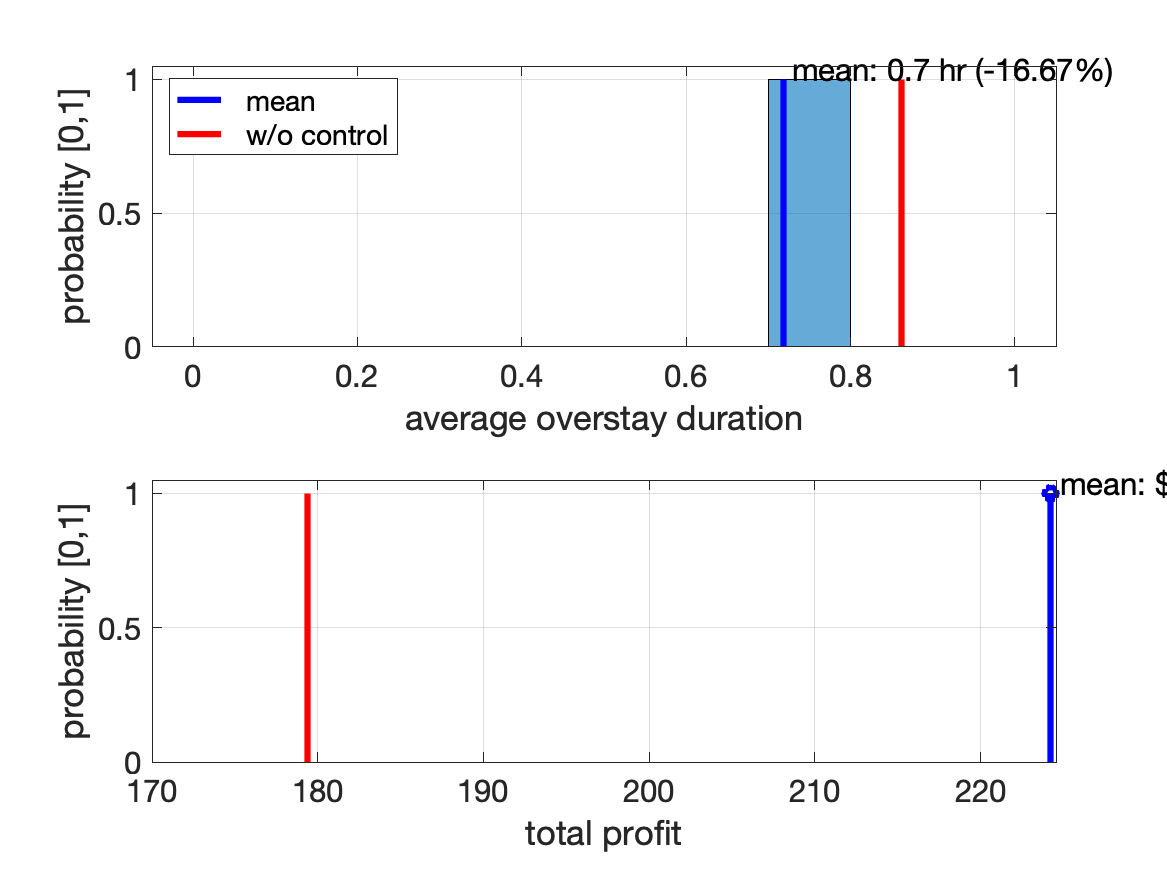 mean: 0.7 hr (-16.67%)
mean
w/o control
probability [0,1]
1
0.5
0
0 0.2 0.4 0.6 0.8 1
average overstay duration
mean: $
probability [0,1]
1
0.5
0
170 180 190 200 210 220
total profit